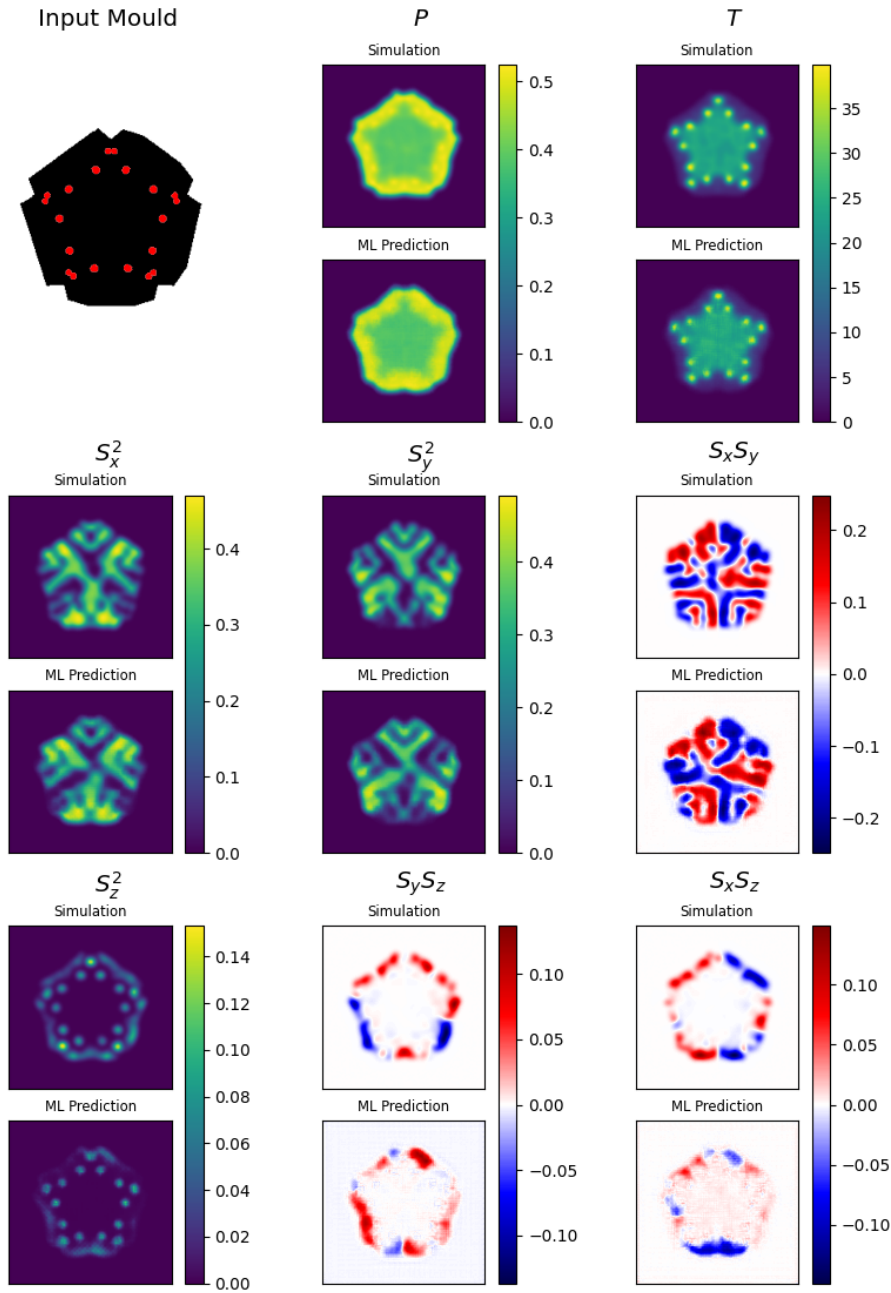 Input Mould
P
T
Simulation
Simulation
0.5
0.4
0.3
0.2
0.1
0.0
35
30
25
20
15
10
5
0
ML Prediction
ML Prediction
S_x^2
S_y^2
S_xS_y
Simulation
Simulation
Simulation
0.4
0.3
0.2
0.1
0.0
0.4
0.3
0.2
0.1
0.0
0.2
0.1
0.0
−0.1
−0.2
ML Prediction
ML Prediction
ML Prediction
S_z^2
S_yS_z
S_xS_z
Simulation
Simulation
Simulation
0.14
0.12
0.10
0.08
0.06
0.04
0.02
0.00
0.10
0.05
0.00
−0.05
−0.10
0.10
0.05
0.00
−0.05
−0.10
ML Prediction
ML Prediction
ML Prediction